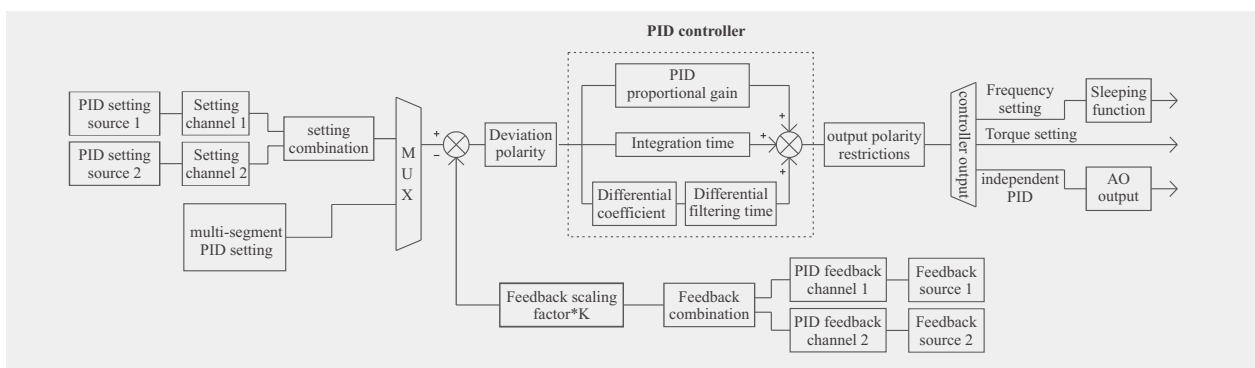 PID controller
PID setting
source 1
Setting
channel 1
PID setting
source 2
Setting
channel 2
setting
combination
multi-segment
PID setting
MUX
+
−
Deviation
polarity
PID
proportional gain
Integration time
Differential
coefficient
Differential
filtering time
+
+
+
output polarity
restrictions
controller output
Frequency
setting
Sleeping
function
Torque setting
independent
PID
AO
output
Feedback scaling
factor*K
Feedback
combination
PID feedback
channel 1
Feedback
source 1
PID feedback
channel 2
Feedback
source 2